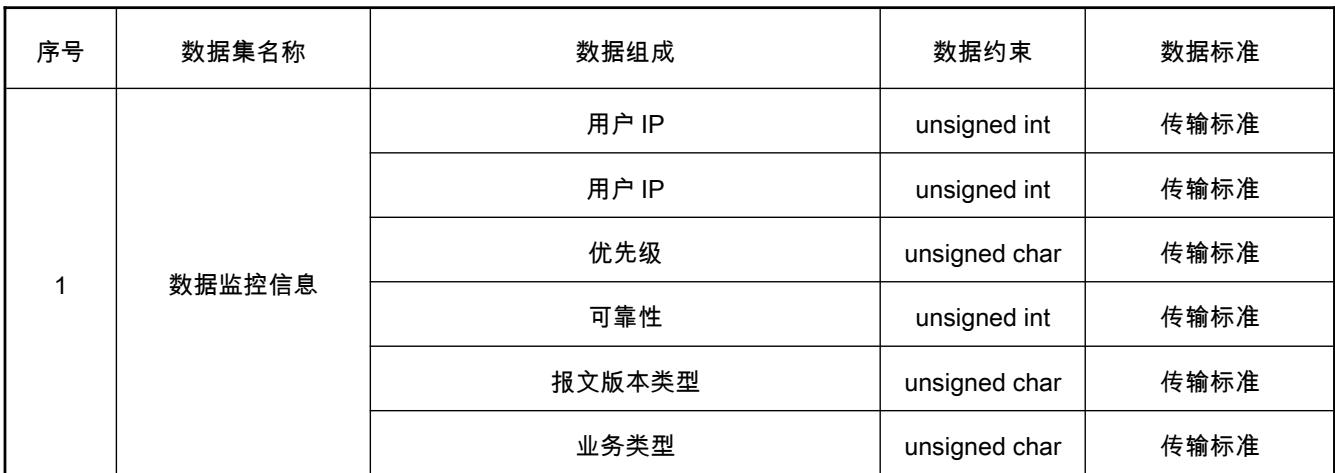 序号 数据集名称 数据组成 数据约束 数据标准
用户 IP unsigned int 传输标准
用户 IP unsigned int 传输标准
优先级 unsigned char 传输标准
1 数据监控信息
可靠性 unsigned int 传输标准
报文版本类型 unsigned char 传输标准
业务类型 unsigned char 传输标准